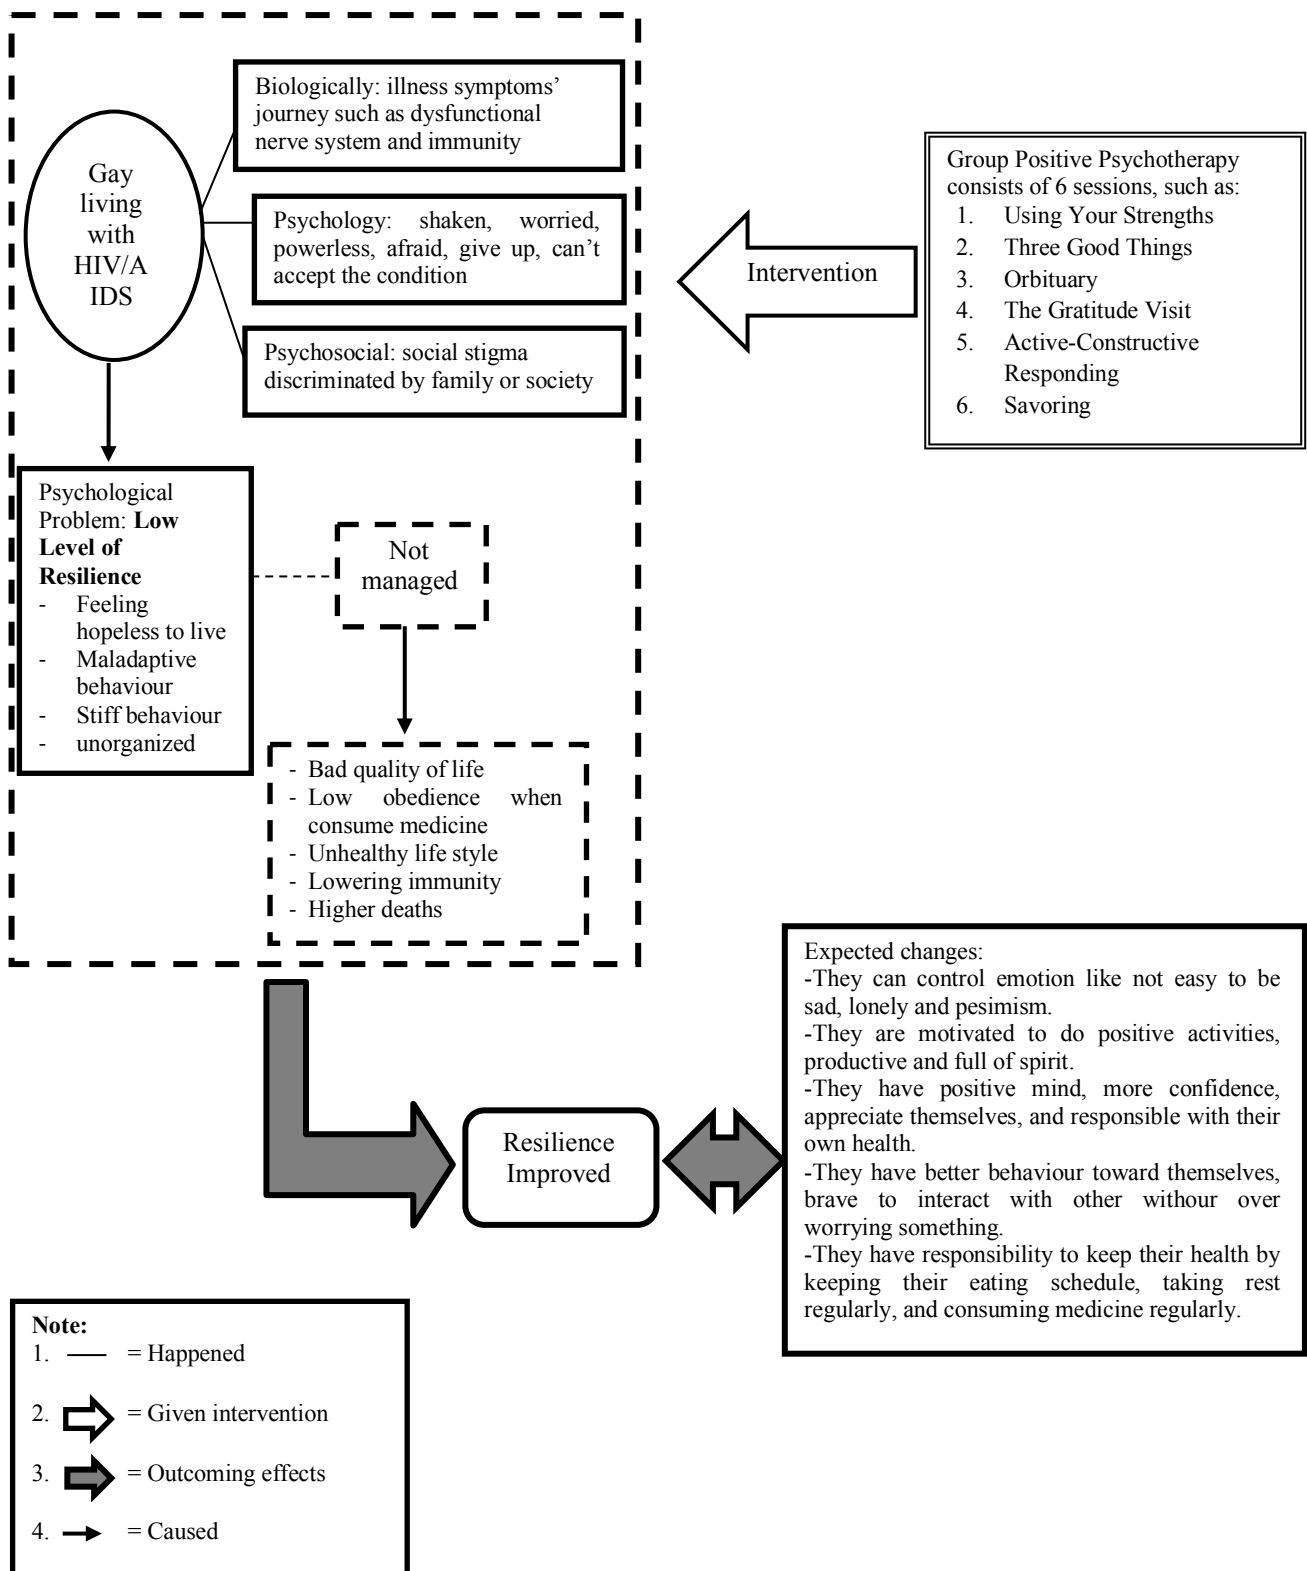 Gay
living
with
HIV/A
IDS
Biologically: illness symptoms’
journey such as dysfunctional
nerve system and immunity
Psychology: shaken, worried,
powerless, afraid, give up, can’t
accept the condition
Psychosocial: social stigma
discriminated by family or society
Intervention
Group Positive Psychotherapy
consists of 6 sessions, such as:
1. Using Your Strengths
2. Three Good Things
3. Orbituary
4. The Gratitude Visit
5. Active-Constructive
Responding
6. Savoring
Psychological
Problem: Low
Level of
Resilience
- Feeling
hopeless to live
- Maladaptive
behaviour
- Stiff behaviour
- unorganized
Not
managed
- Bad quality of life
- Low obedience when
consume medicine
- Unhealthy life style
- Lowering immunity
- Higher deaths
Resilience
Improved
Expected changes:
-They can control emotion like not easy to be
sad, lonely and pesimism.
-They are motivated to do positive activities,
productive and full of spirit.
-They have positive mind, more confidence,
appreciate themselves, and responsible with their
own health.
-They have better behaviour toward themselves,
brave to interact with other withour over
worrying something.
-They have responsibility to keep their health by
keeping their eating schedule, taking rest
regularly, and consuming medicine regularly.
Note:
1. = Happened
2. = Given intervention
3. = Outcoming effects
4. = Caused